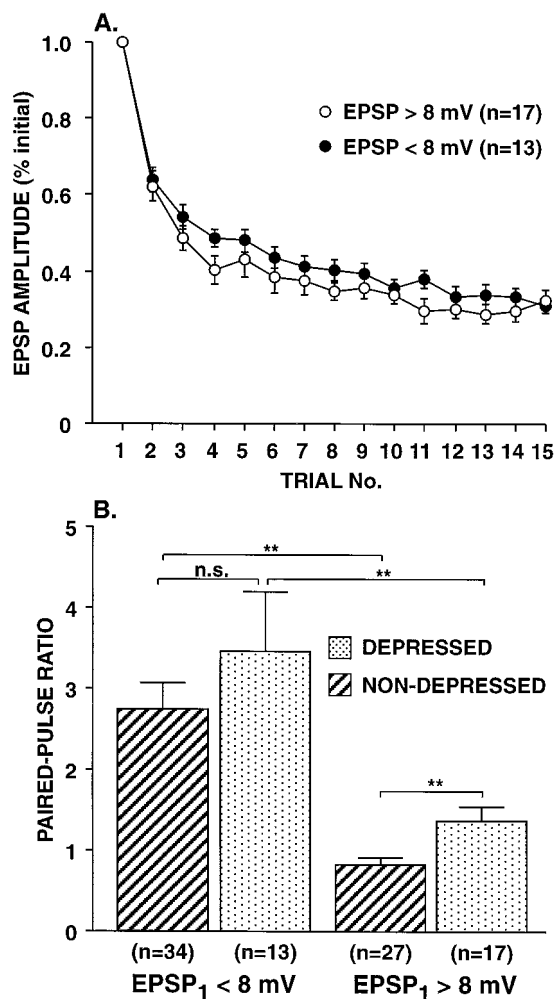 A.
EPSP AMPLITUDE (% initial)
1.0
0.8
0.6
0.4
0.2
0
EPSP > 8 mV (n=17)
EPSP < 8 mV (n=13)
1 2 3 4 5 6 7 8 9 10 11 12 13 14 15
TRIAL No.
B.
PAIRED-PULSE RATIO
5
4
3
2
1
0
**
n.s.
**
DEPRESSED
NON-DEPRESSED
**
(n=34) (n=13) (n=27) (n=17)
EPSP1 < 8 mV EPSP1 > 8 mV